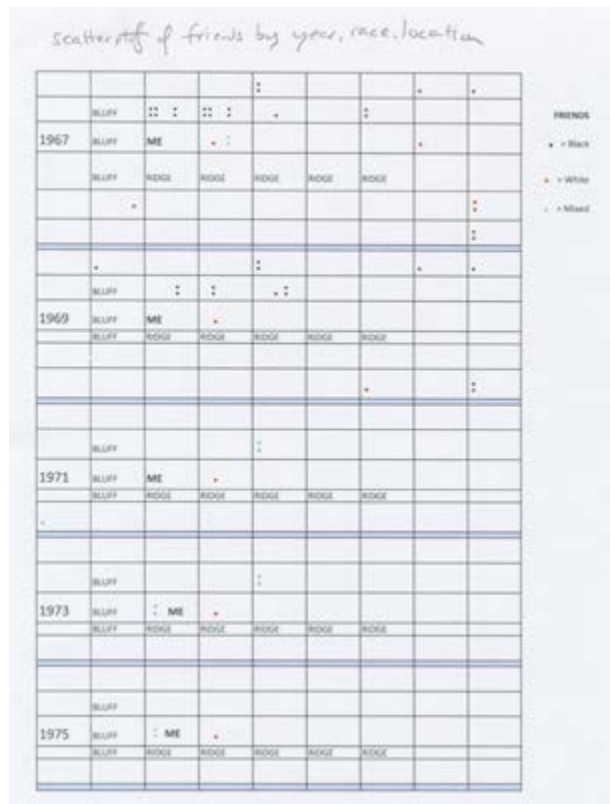 scatter of friends by year, race, location
BLUFF
FRIENDS
1967 BLUFF ME
• = Black
BLUFF RIDGE RIDGE RIDGE RIDGE RIDGE
• = White
• = Mixed
BLUFF
1969 BLUFF ME
BLUFF RIDGE RIDGE RIDGE RIDGE RIDGE
BLUFF
1971 BLUFF ME
BLUFF RIDGE RIDGE RIDGE RIDGE RIDGE
BLUFF
1973 BLUFF ME
BLUFF RIDGE RIDGE RIDGE RIDGE RIDGE
BLUFF
1975 BLUFF ME
BLUFF RIDGE RIDGE RIDGE RIDGE RIDGE